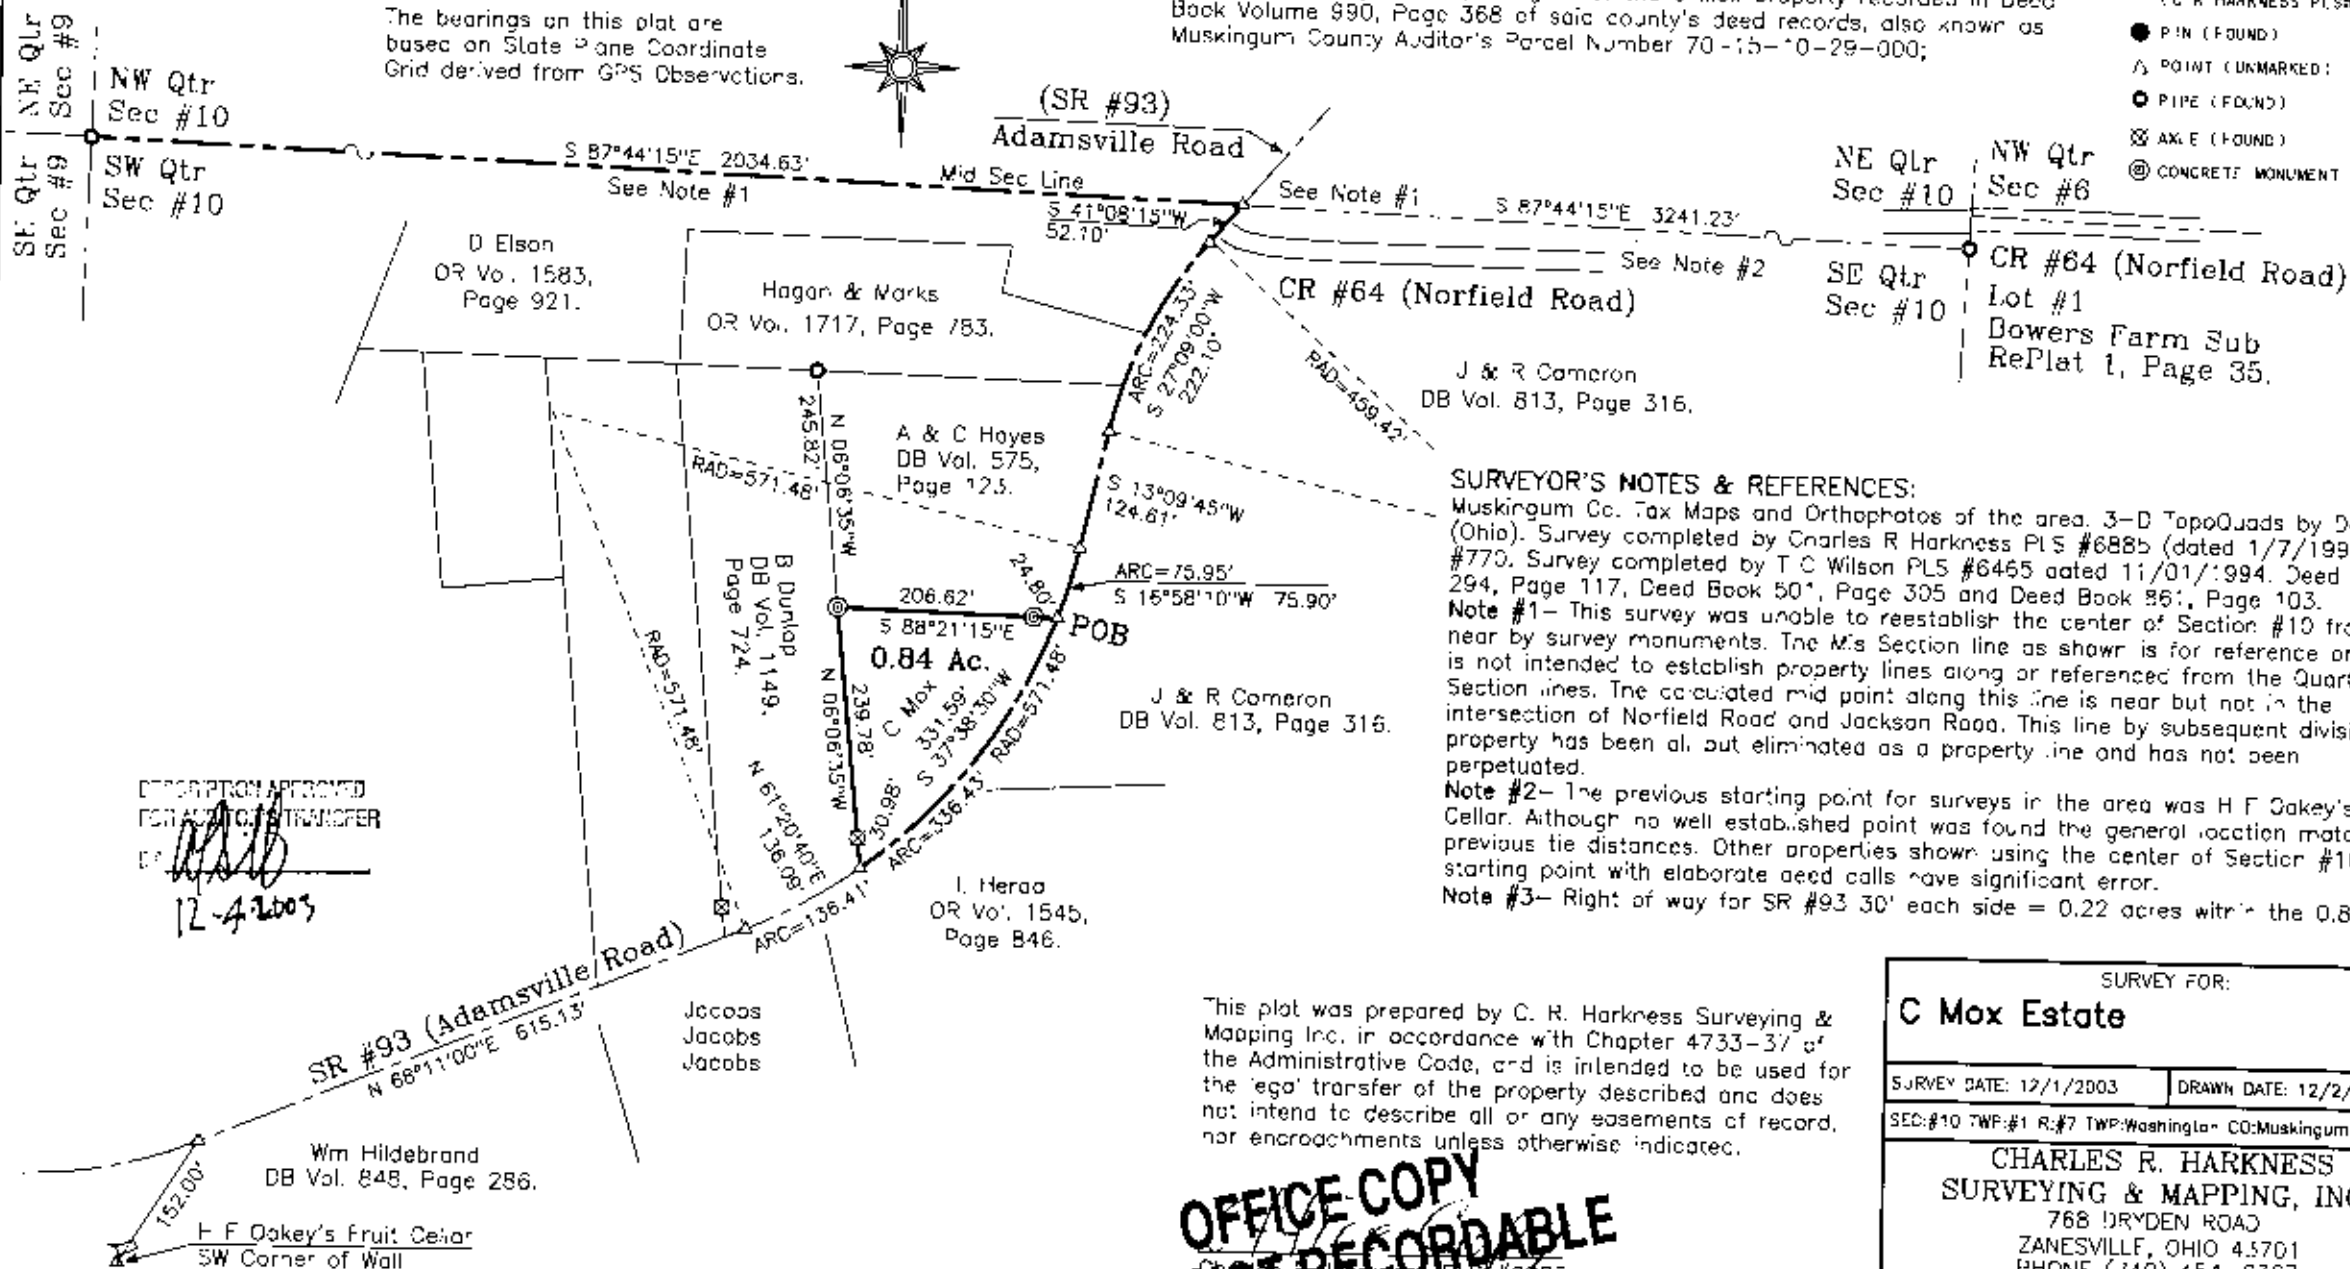 The bearings on this plat are
based on State Plane Coordinate
Grid derived from GPS Observations.
property recorded in Deed
Book Volume 990, Page 368 of said county's deed records, also known as
Muskingum County Auditor's Parcel Number 70-15-10-29-000;
PIN (FOUND)
POINT (UNMARKED)
PIPE (FOUND)
AXLE (FOUND)
CONCRETE MONUMENT
NE Qtr
Sec #9
NW Qtr
Sec #10
SE Qtr
Sec #9
SW Qtr
Sec #10
(SR #93)
Adamsville Road
S 87°44'15"E 2034.63'
See Note #1
Mid Sec Line
S 41°08'15"W
52.10'
See Note #1
S 87°44'15"E 3241.23'
See Note #2
NE Qtr
Sec #10
NW Qtr
Sec #6
SE Qtr
Sec #10
CR #64 (Norfield Road)
Lot #1
Bowers Farm Sub
RePlat 1, Page 35.
CR #64 (Norfield Road)
D Elson
OR Vol. 1583,
Page 921.
Hagan & Marks
OR Vol. 1717, Page 783.
ARC=224.33'
S 27°09'00"W
222.10'
RAD=459.42'
J & R Cameron
DB Vol. 813, Page 316.
N 06°06'35"W
245.82'
A & C Hayes
DB Vol. 575,
Page 123.
RAD=571.48'
S 13°09'45"W
124.61'
24.80'
ARC=75.95'
S 16°58'10"W 75.90'
206.62'
S 88°21'15"E
POB
0.84 Ac.
C Mox
B Dunlap
DB Vol. 1149,
Page 724.
RAD=571.48'
239.78'
N 06°06'35"W
331.59'
S 37°38'30"W
RAD=571.48'
ARC=336.43'
30.98'
J & R Cameron
DB Vol. 813, Page 316.
N 61°20'40"E
136.09'
ARC=136.41'
OR Vol. 1545,
Page 846.
SURVEYOR'S NOTES & REFERENCES:
Muskingum Co. Tax Maps and Orthophotos of the area. 3-D TopoQuads by
(Ohio). Survey completed by Charles R Harkness PLS #6885 (dated 1/7/199
#770. Survey completed by T C Wilson PLS #6465 dated 11/01/1994. Deed
294, Page 117, Deed Book 501, Page 305 and Deed Book 861, Page 103.
Note #1- This survey was unable to reestablish the center of Section #10
near by survey monuments. The Mis Section line as shown is for reference
is not intended to establish property lines along or referenced from the
Section lines. The calculated mid point along this line is near but not in the
intersection of Norfield Road and Jackson Road. This line by subsequent
property has been all but eliminated as a property line and has not been
perpetuated.
Note #2- The previous starting point for surveys in the area was H F Oakey's
Cellar. Although no well established point was found the general location
previous tie distances. Other properties shown using the center of Section
starting point with elaborate deed calls have significant error.
Note #3- Right of way for SR #93 30' each side = 0.22 acres within the
DESCRIPTION APPROVED
FOR AUDITOR'S TRANSFER
12-4-2003
SR #93 (Adamsville Road)
N 68°11'00"E 615.13'
Jacobs
Jacobs
Jacobs
Wm Hildebrand
DB Vol. 848, Page 286.
152.00'
H F Oakey's Fruit Cellar
SW Corner of Wall
This plat was prepared by C. R. Harkness Surveying &
Mapping Inc. in accordance with Chapter 4733-37 of
the Administrative Code, and is intended to be used for
the legal transfer of the property described and does
not intend to describe all or any easements of record,
nor encroachments unless otherwise indicated.
OFFICE COPY
RECORDABLE
SURVEY FOR:
C Mox Estate
SURVEY DATE: 12/1/2003
DRAWN DATE: 12/2/
SEC:#10 TWP:#1 R:#7 TWP:Washington CO:Muskingum
CHARLES R. HARKNESS
SURVEYING & MAPPING,
768 DRYDEN ROAD
ZANESVILLE, OHIO 43701